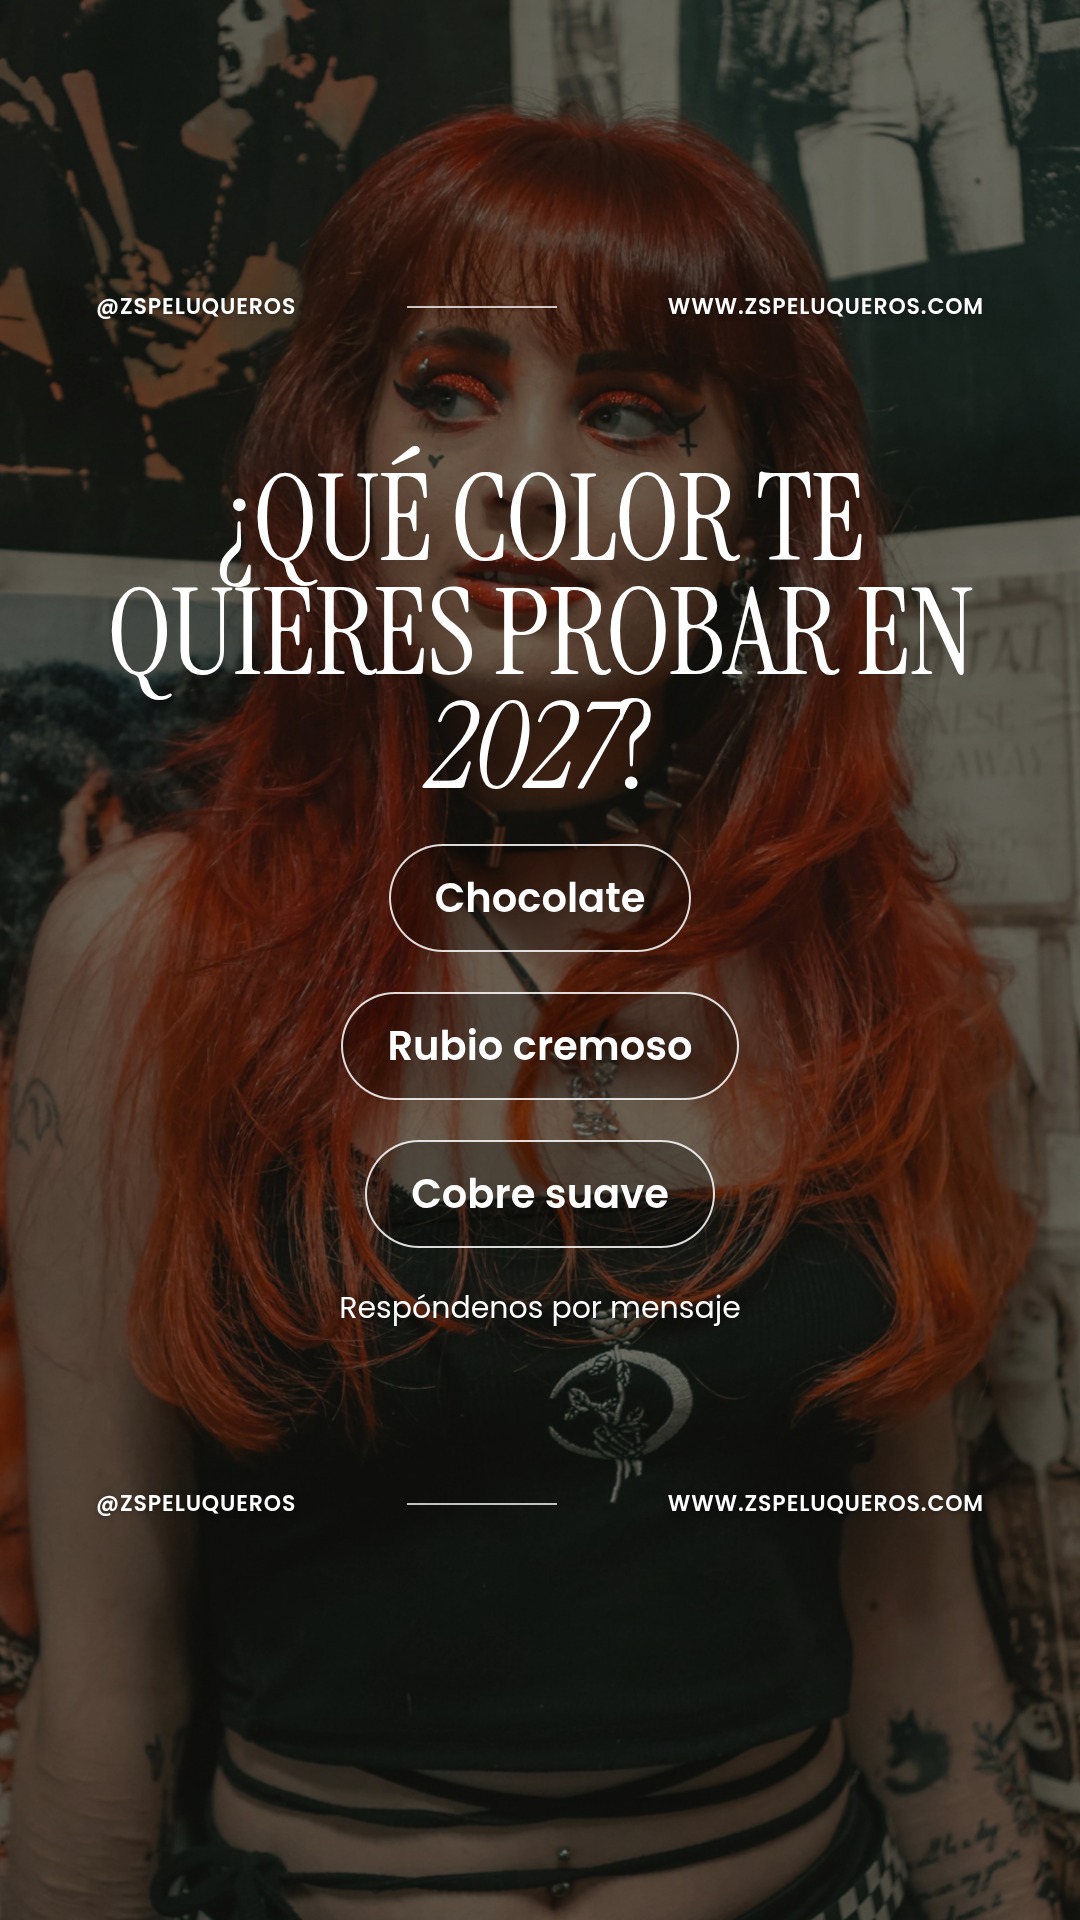 @ZSPELUQUEROS
WWW.ZSPELUQUEROS.COM
¿QUÉ COLOR TE
QUIERES PROBAR EN
2027?
Chocolate
Rubio cremoso
Cobre suave
Respóndenos por mensaje
@ZSPELUQUEROS
WWW.ZSPELUQUEROS.COM